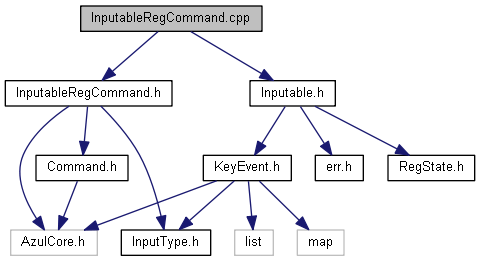 InputableRegCommand.cpp
InputableRegCommand.h
Inputable.h
Command.h
KeyEvent.h
err.h
RegState.h
AzulCore.h
InputType.h
list
map